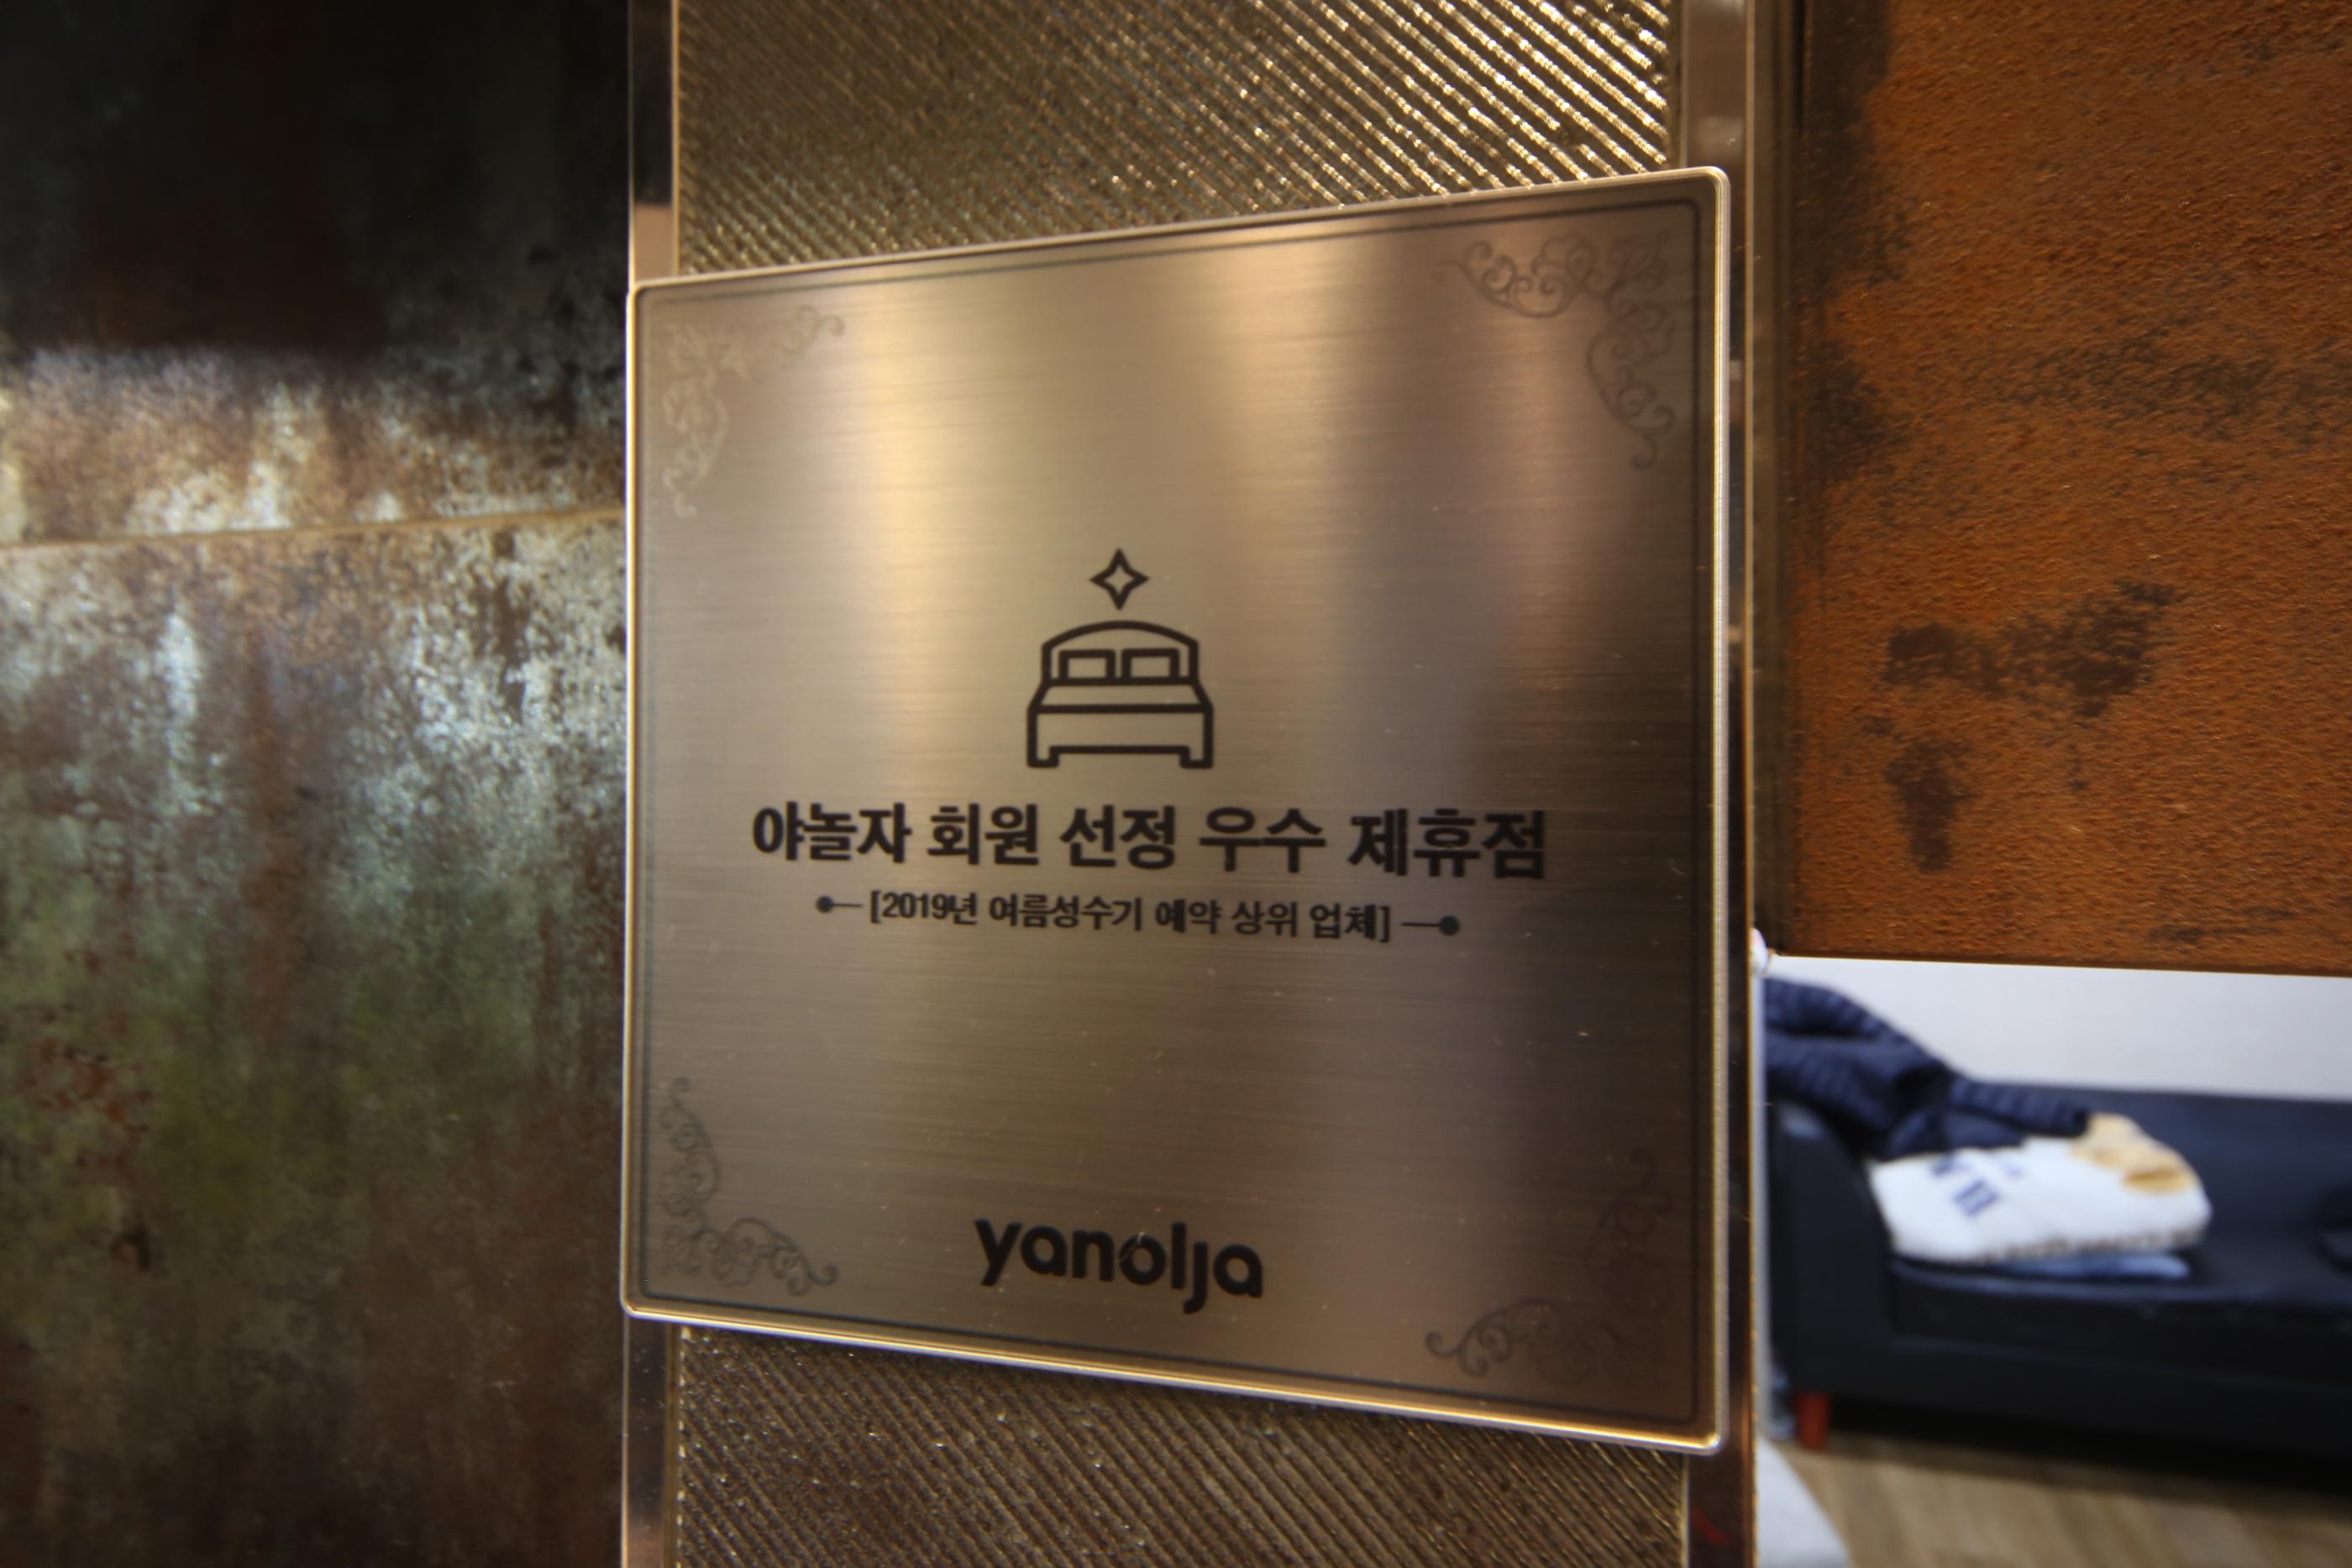 야놀자 회원 선정 우수 제휴점
[2019년 여름성수기 예약 상위 업체]
yanolja